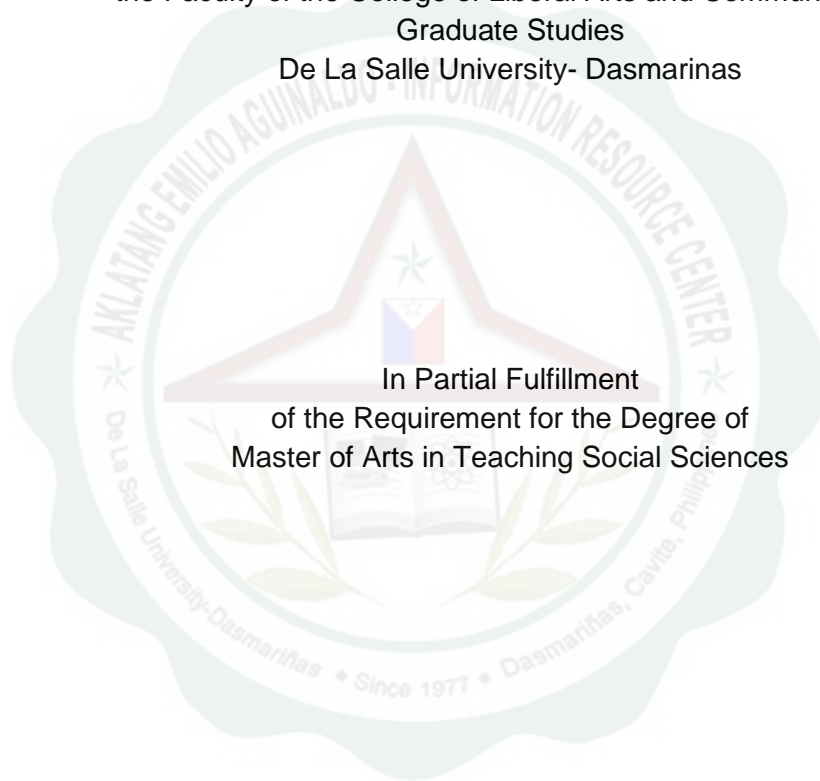 the Faculty of the College of Liberal Arts and Commun
Graduate Studies
De La Salle University- Dasmarinas
AKLATANG EMILIO AGUINALDO - INFORMATION RESOURCE CENTER
In Partial Fulfillment
of the Requirement for the Degree of
Master of Arts in Teaching Social Sciences
De La Salle University-Dasmariñas • Since 1977 • Dasmariñas, Cavite, Philippines